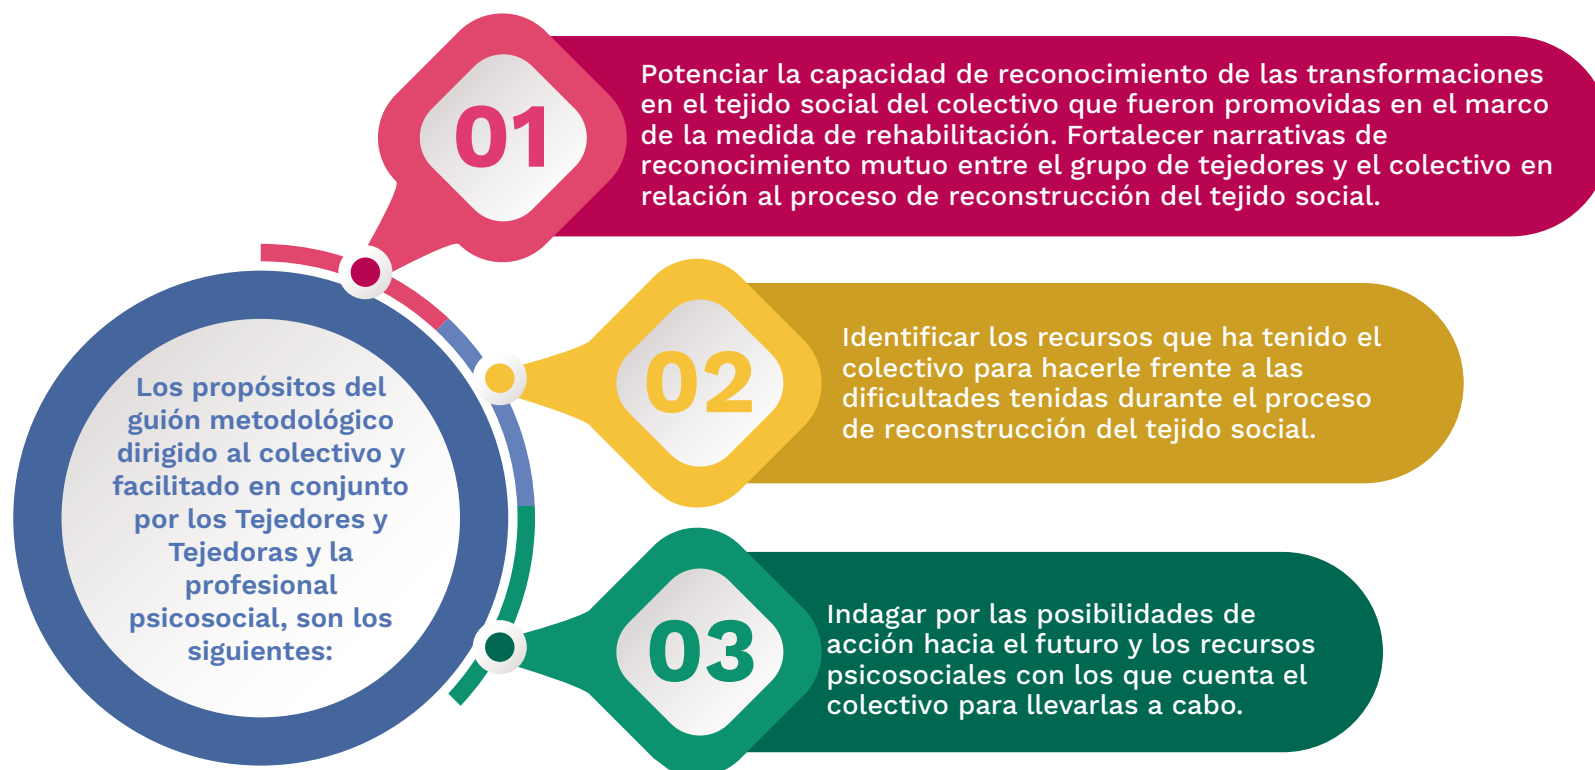 Los propósitos del
guión metodológico
dirigido al colectivo y
facilitado en conjunto
por los Tejedores y
Tejedoras y la
profesional
psicosocial, son los
siguientes:
01
Potenciar la capacidad de reconocimiento de las transformaciones
en el tejido social del colectivo que fueron promovidas en el marco
de la medida de rehabilitación. Fortalecer narrativas de
reconocimiento mutuo entre el grupo de tejedores y el colectivo en
relación al proceso de reconstrucción del tejido social.
02
Identificar los recursos que ha tenido el
colectivo para hacerle frente a las
dificultades tenidas durante el proceso
de reconstrucción del tejido social.
03
Indagar por las posibilidades de
acción hacia el futuro y los recursos
psicosociales con los que cuenta el
colectivo para llevarlas a cabo.